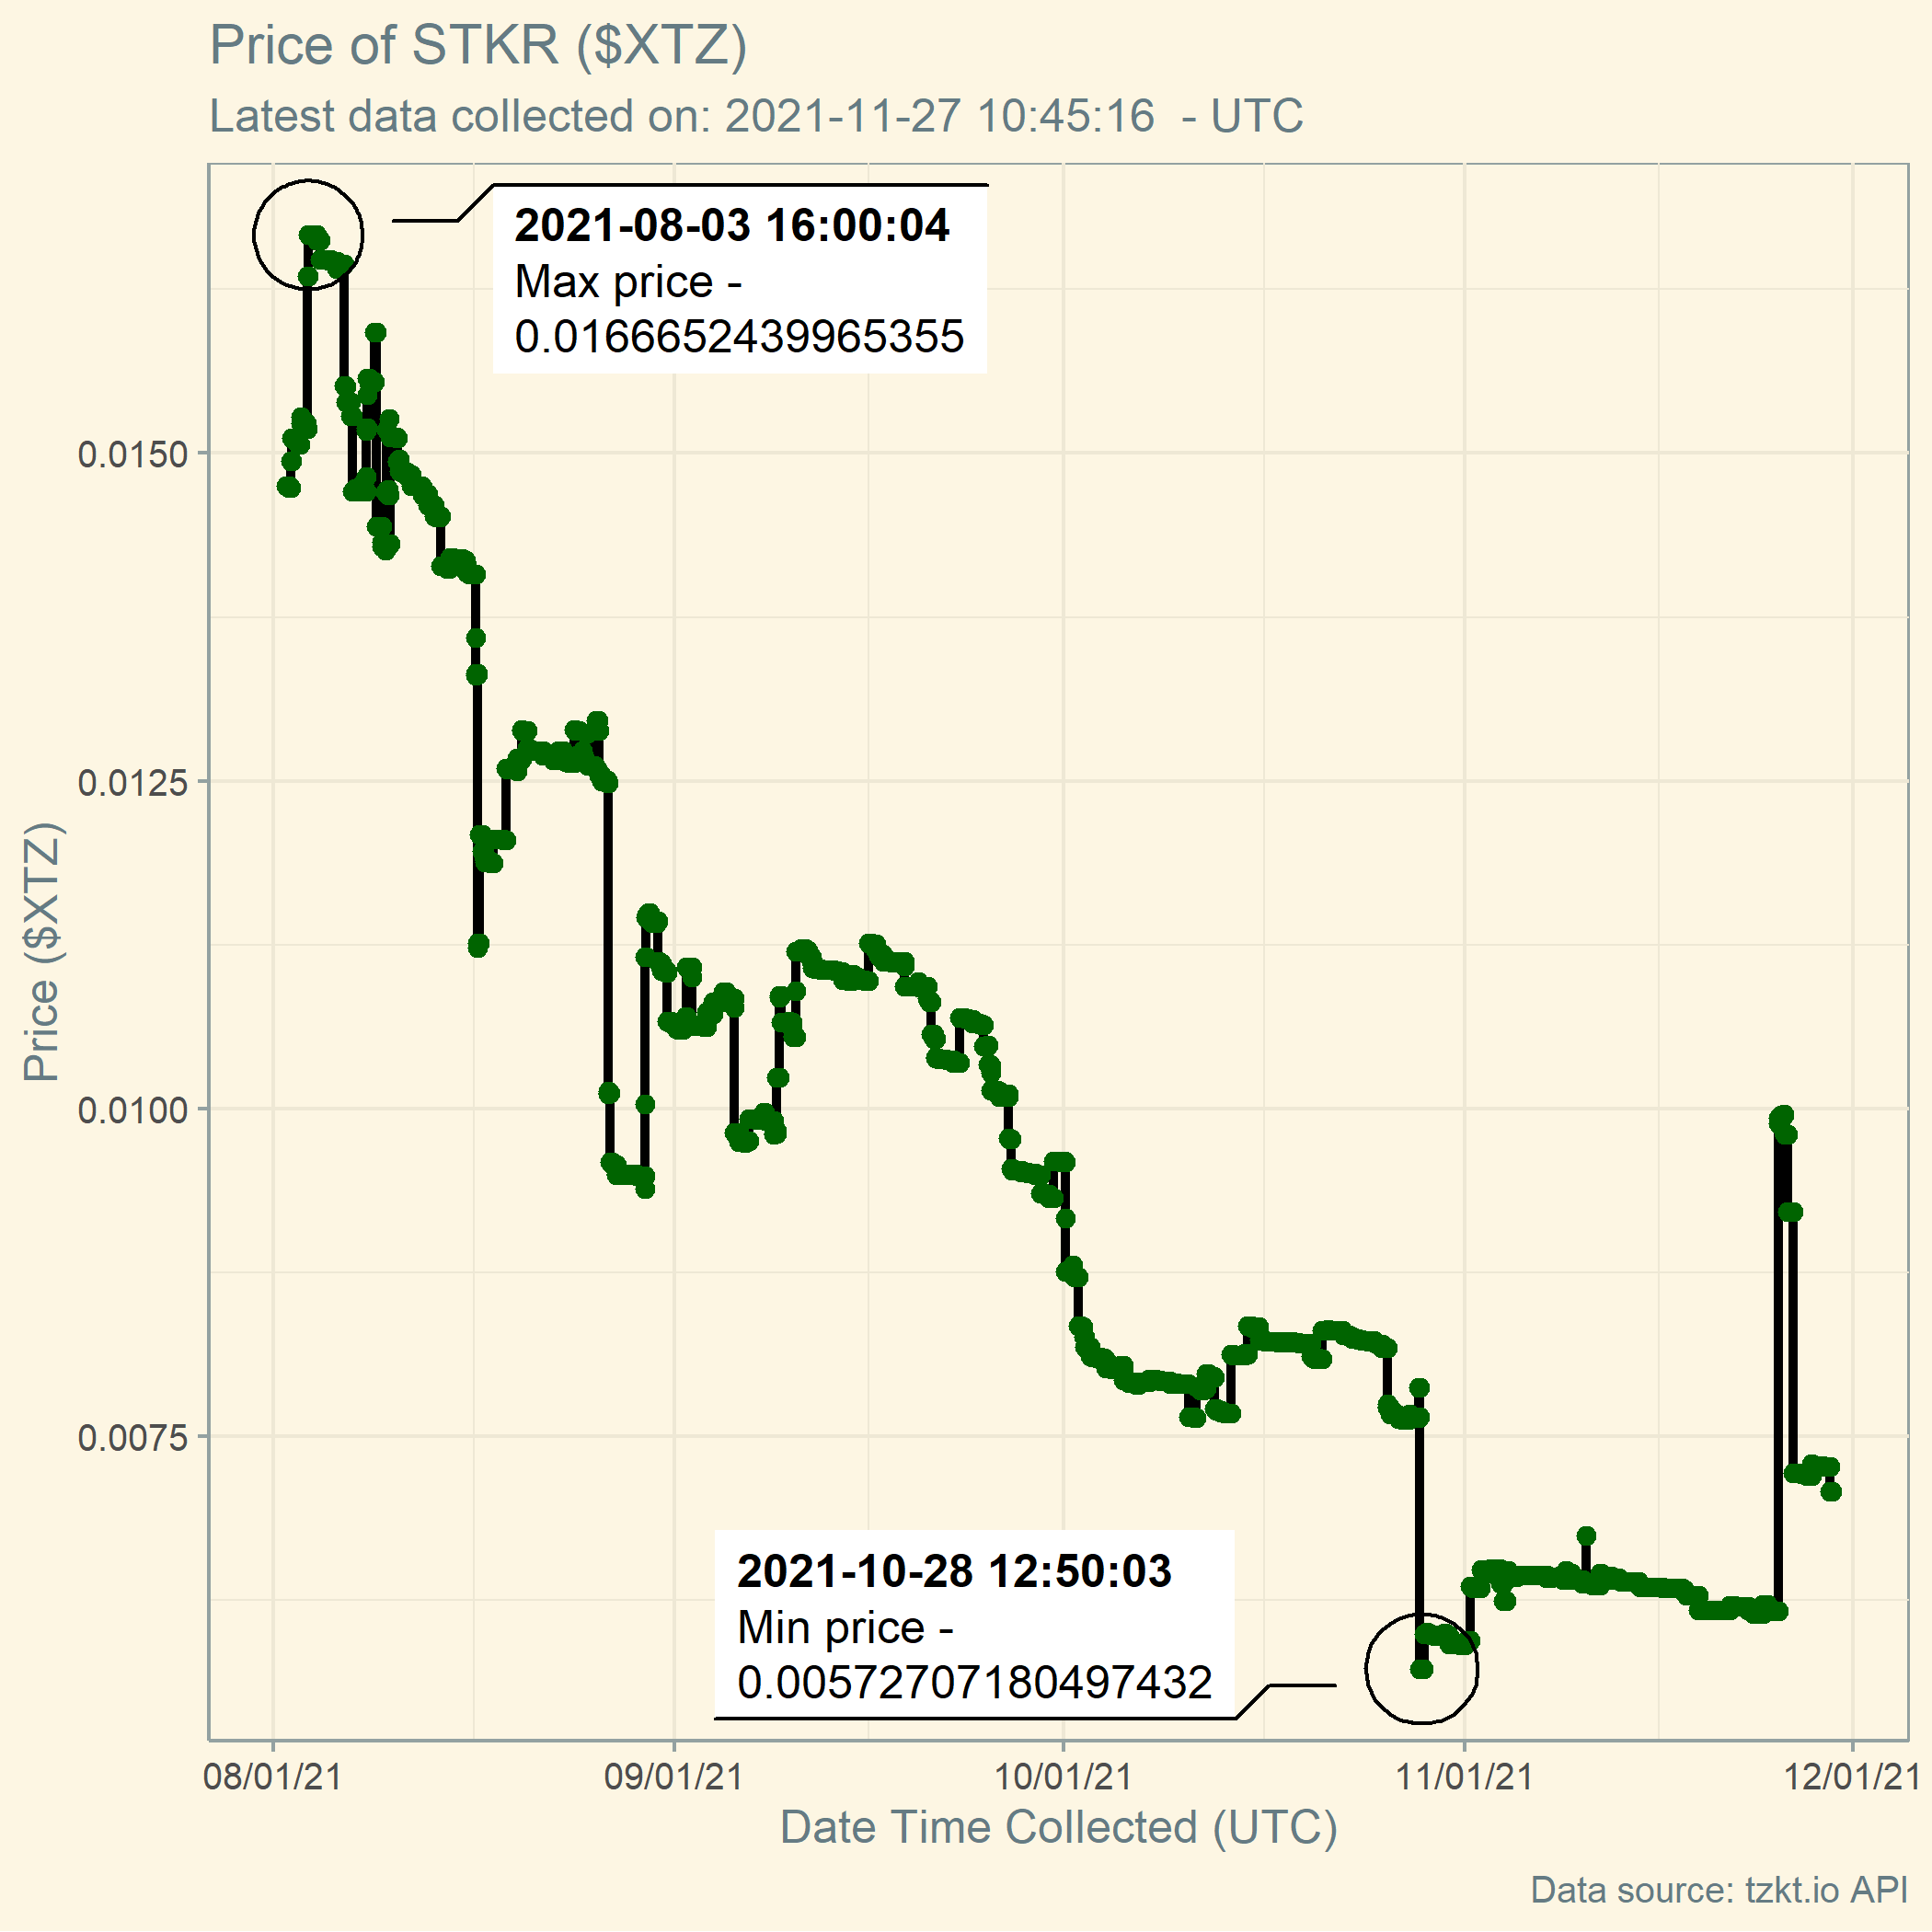 Price of STKR ($XTZ)
Latest data collected on: 2021-11-27 10:45:16  - UTC
2021-08-03 16:00:04
Max price -
0.0166652439965355
0.0150
0.0125
0.0100
0.0075
Price ($XTZ)
2021-10-28 12:50:03
Min price -
0.00572707180497432
08/01/21
09/01/21
10/01/21
11/01/21
12/01/21
Date Time Collected (UTC)
Data source: tzkt.io API